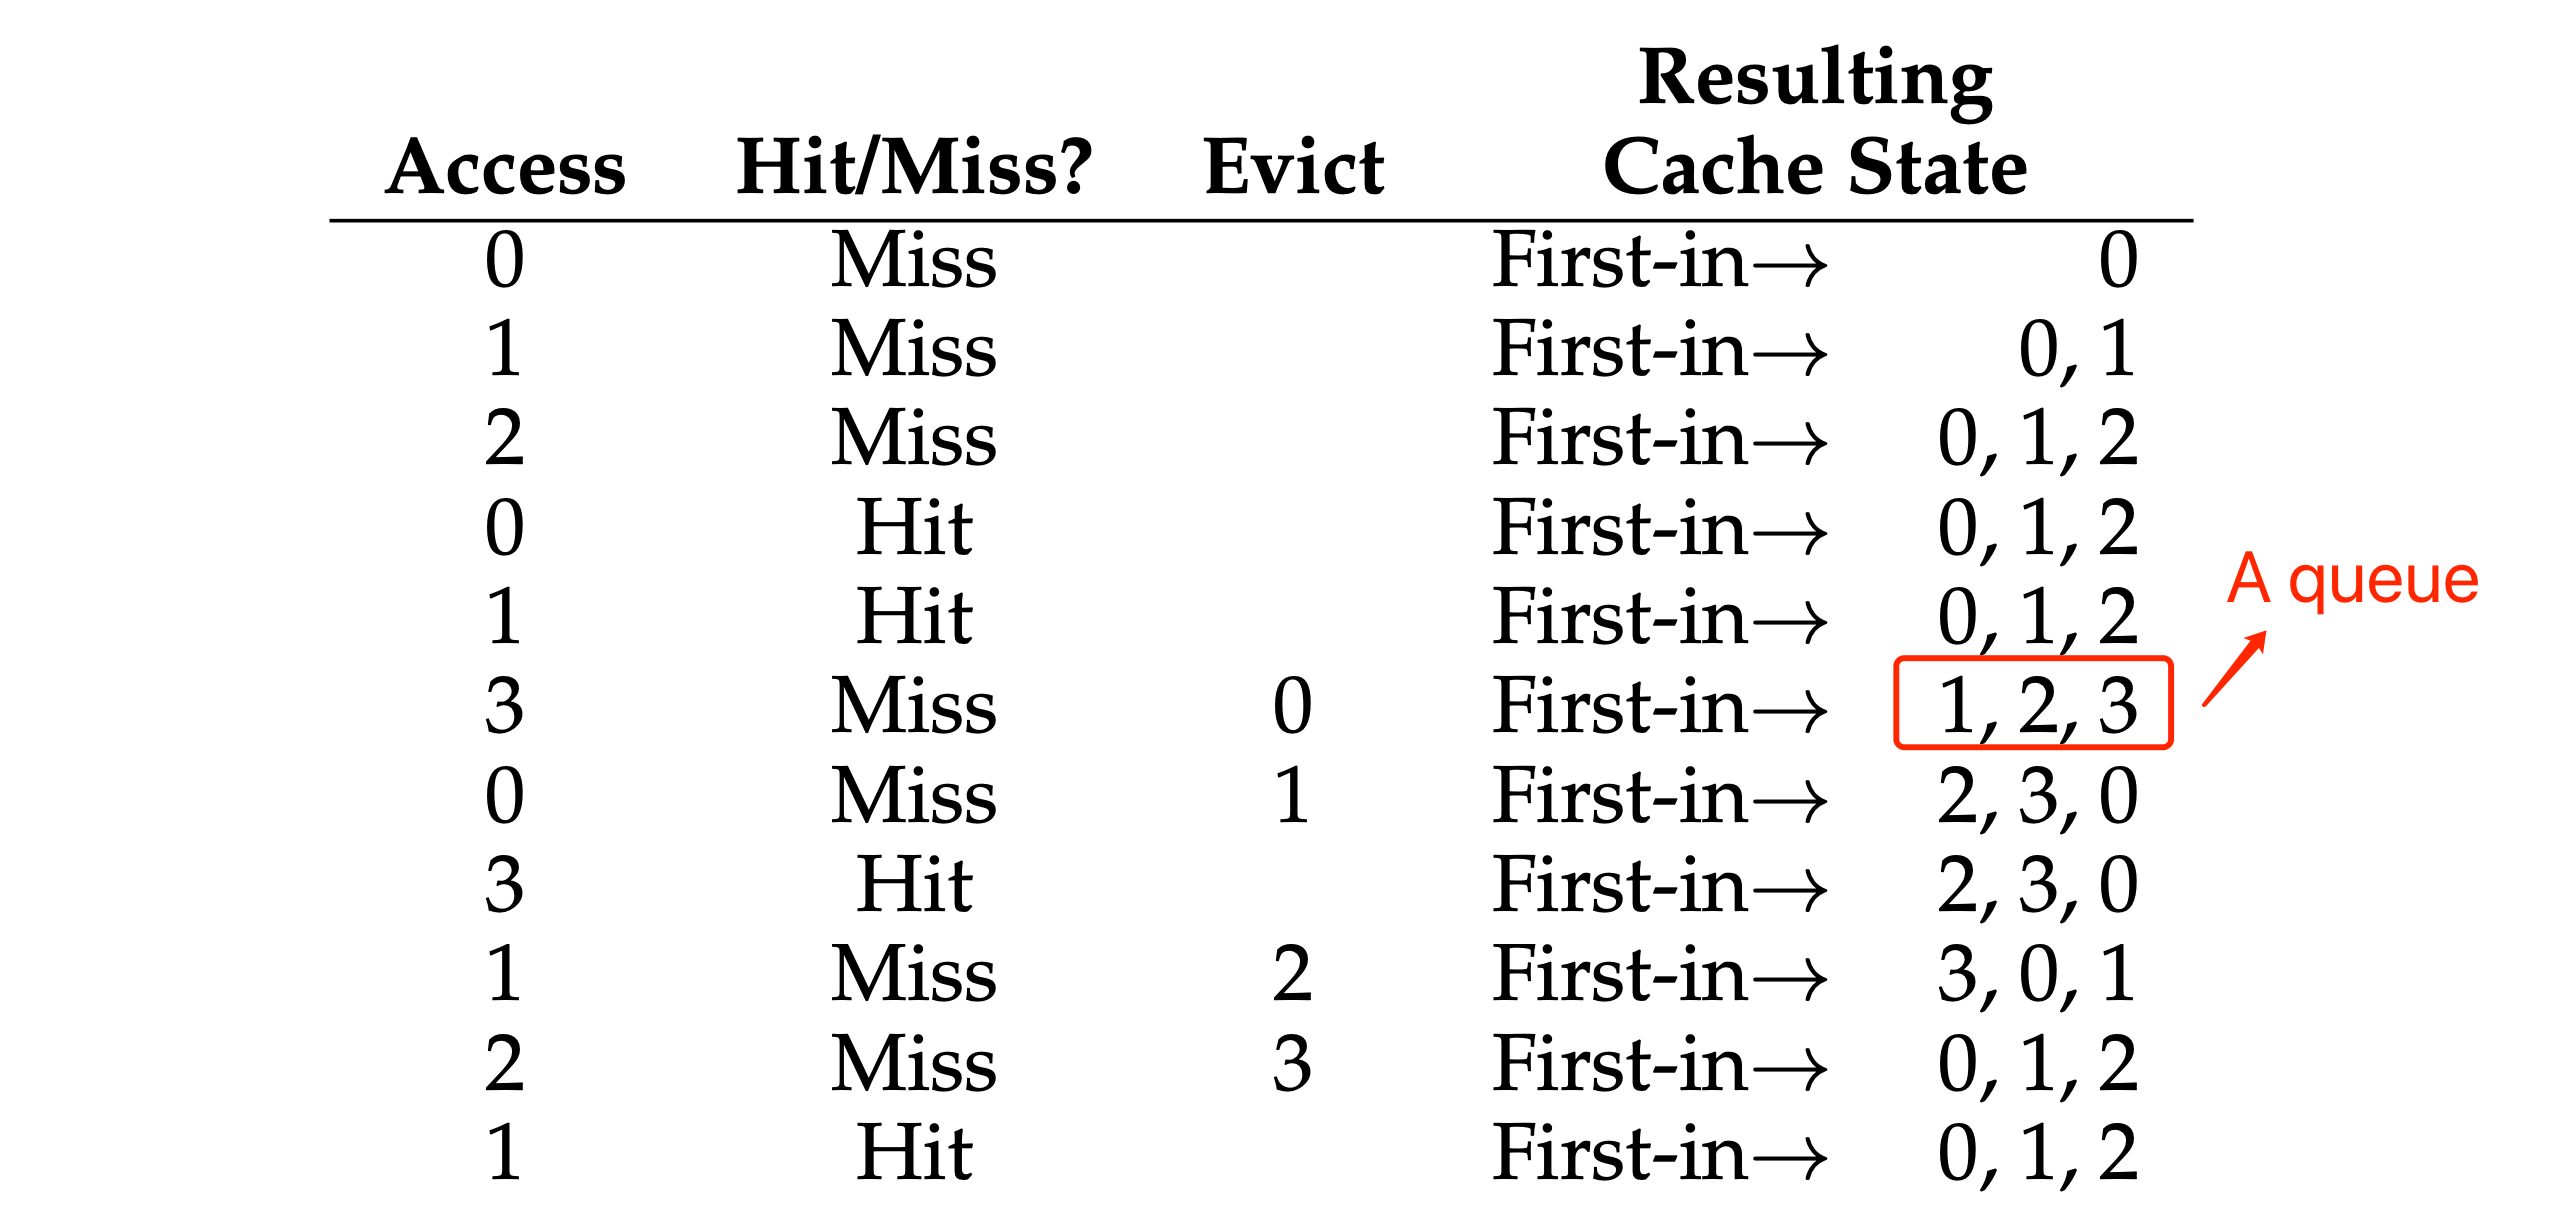 Resulting
Access Hit/Miss? Evict Cache State
0 Miss First-in→ 0
1 Miss First-in→ 0, 1
2 Miss First-in→ 0, 1, 2
0 Hit First-in→ 0, 1, 2
1 Hit First-in→ 0, 1, 2
A queue
3 Miss 0 First-in→ 1, 2, 3
0 Miss 1 First-in→ 2, 3, 0
3 Hit First-in→ 2, 3, 0
1 Miss 2 First-in→ 3, 0, 1
2 Miss 3 First-in→ 0, 1, 2
1 Hit First-in→ 0, 1, 2